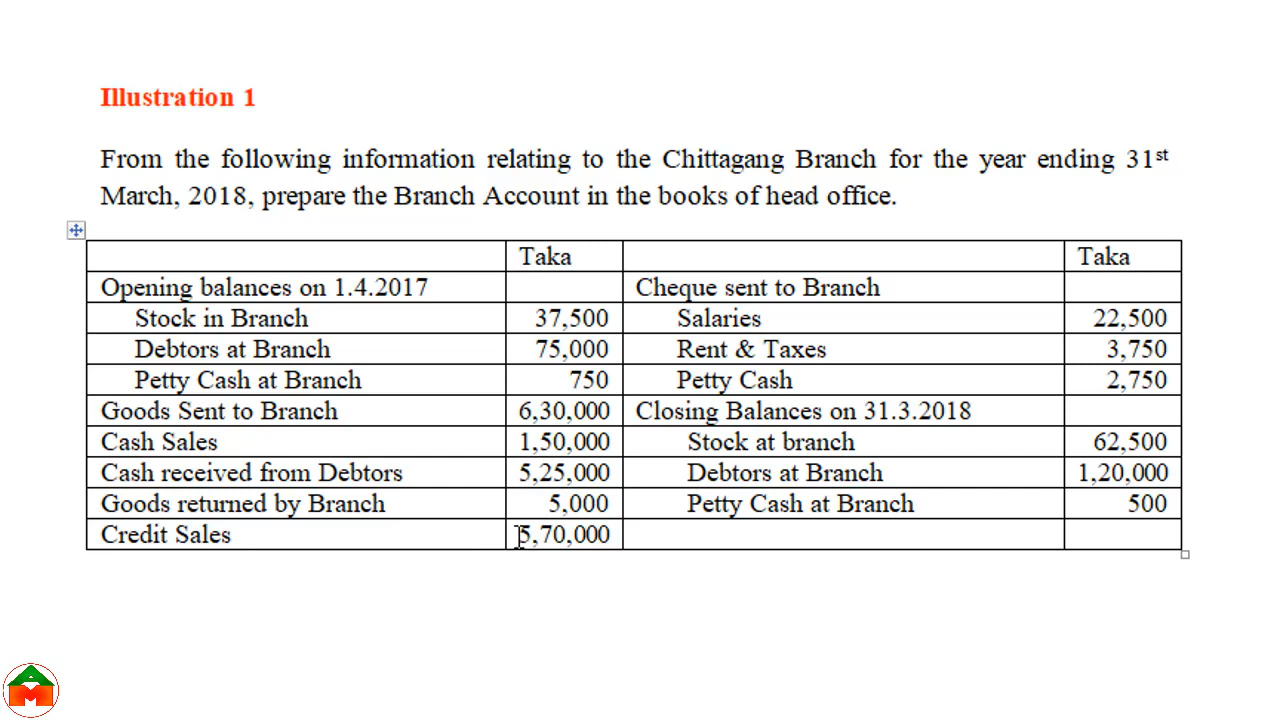 Illustration 1
From the following information relating to the Chittagang Branch for the year ending 31st
March, 2018, prepare the Branch Account in the books of head office.
Taka Taka
Opening balances on 1.4.2017 Cheque sent to Branch
Stock in Branch 37,500 Salaries 22,500
Debtors at Branch 75,000 Rent & Taxes 3,750
Petty Cash at Branch 750 Petty Cash 2,750
Goods Sent to Branch 6,30,000 Closing Balances on 31.3.2018
Cash Sales 1,50,000 Stock at branch 62,500
Cash received from Debtors 5,25,000 Debtors at Branch 1,20,000
Goods returned by Branch 5,000 Petty Cash at Branch 500
Credit Sales 5,70,000